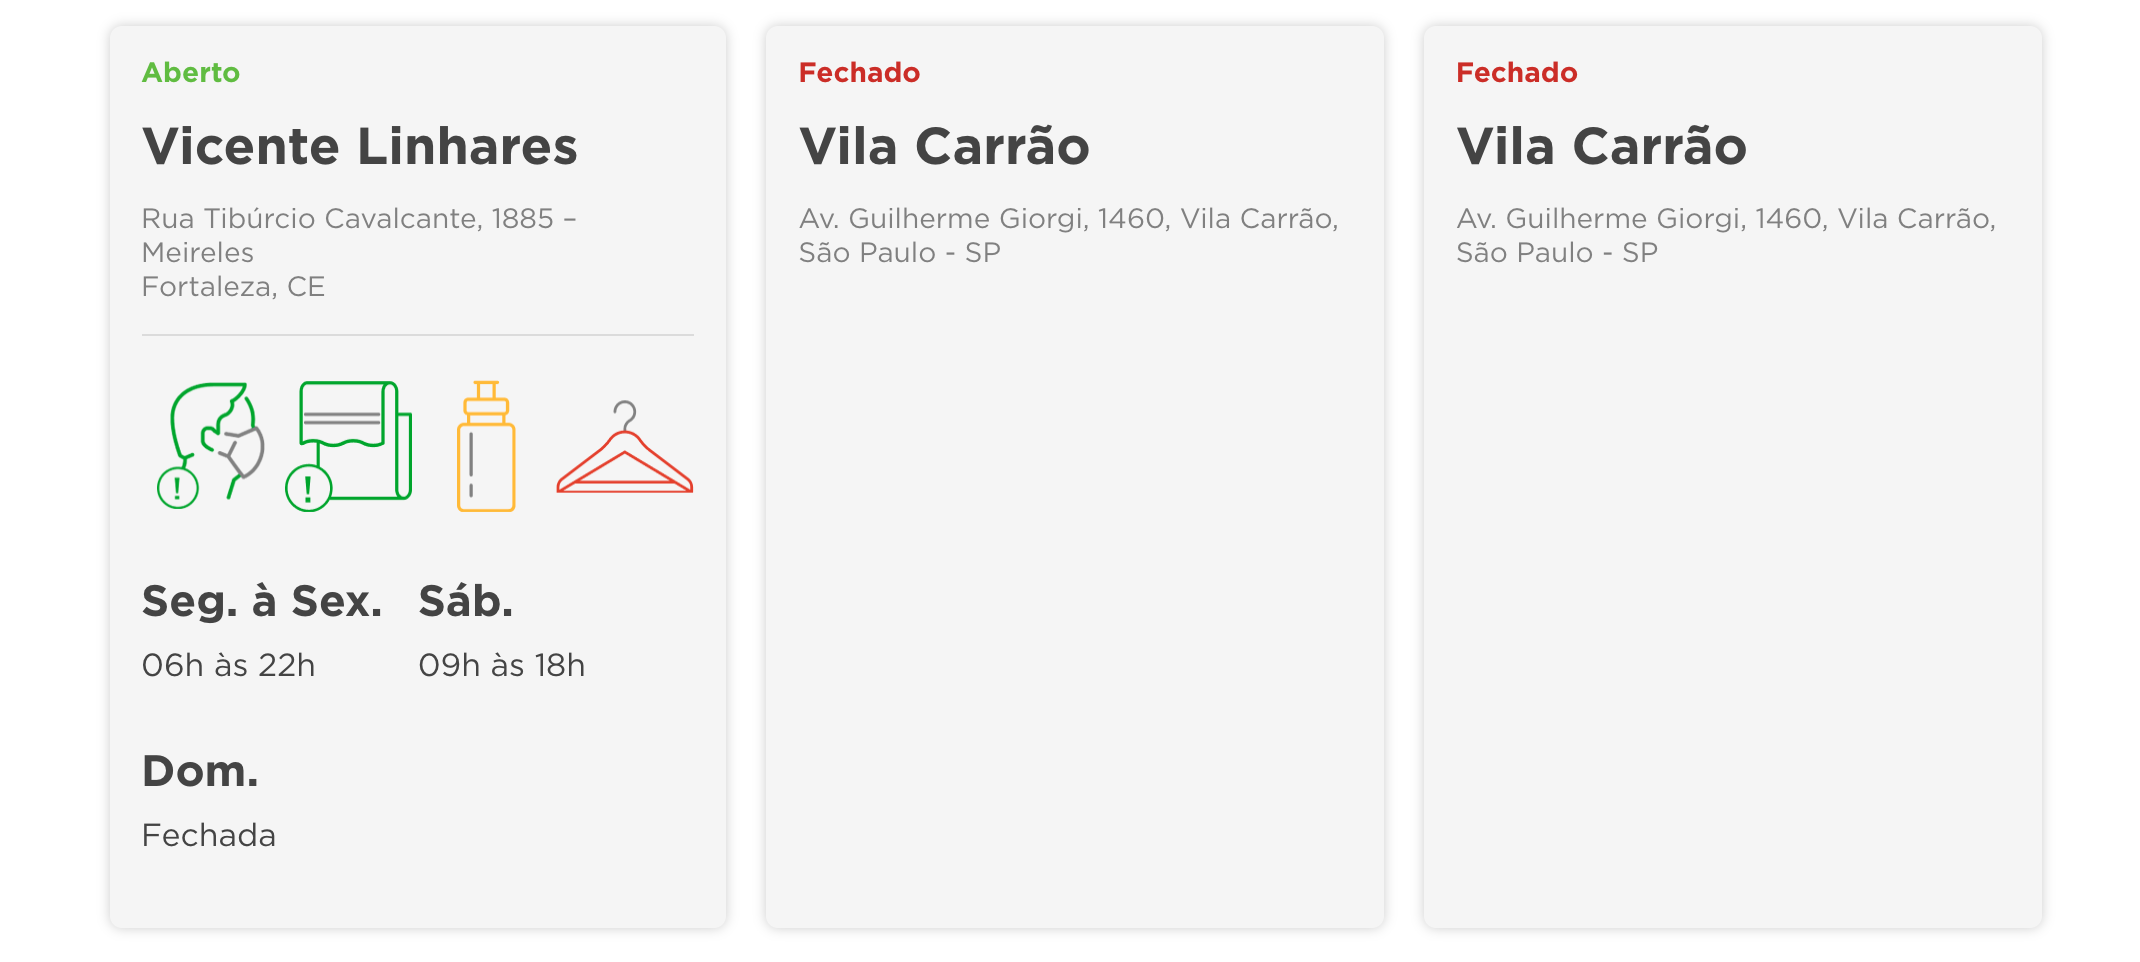 Aberto
Vicente Linhares
Rua Tibúrcio Cavalcante, 1885 –
Meireles
Fortaleza, CE
!
!
Seg. à Sex.
06h às 22h
Sáb.
09h às 18h
Dom.
Fechada
Fechado
Vila Carrão
Av. Guilherme Giorgi, 1460, Vila Carrão,
São Paulo - SP
Fechado
Vila Carrão
Av. Guilherme Giorgi, 1460, Vila Carrão,
São Paulo - SP